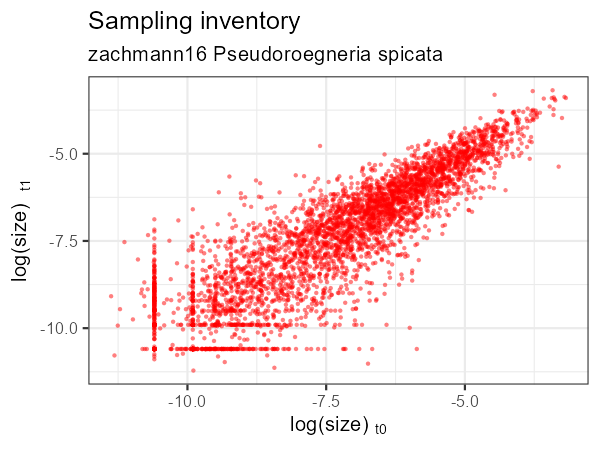 Sampling inventory
zachmann16 Pseudoroegneria spicata
log(size) t1
-5.0
-7.5
-10.0
-10.0 -7.5 -5.0
log(size) t0